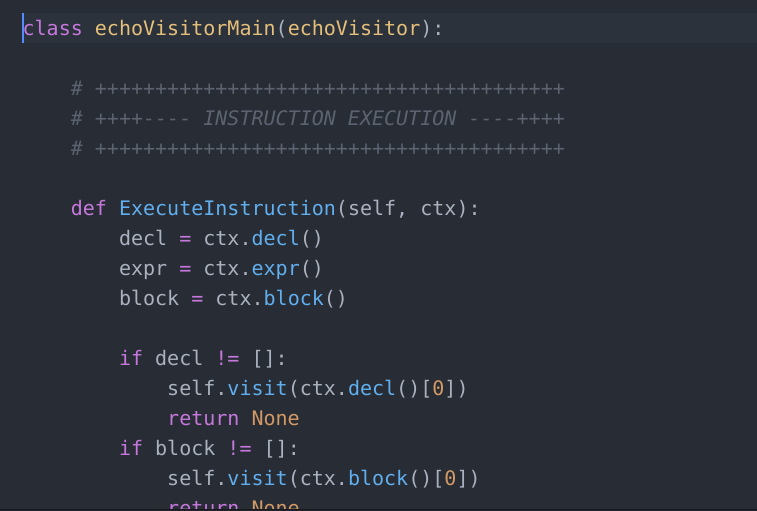 class echoVisitorMain(echoVisitor):
# +++++++++++++++++++++++++++++++++++++++
# ++++---- INSTRUCTION EXECUTION ----++++
# +++++++++++++++++++++++++++++++++++++++
def ExecuteInstruction(self, ctx):
decl = ctx.decl()
expr = ctx.expr()
block = ctx.block()
if decl != []:
self.visit(ctx.decl()[0])
return None
if block != []:
self.visit(ctx.block()[0])
return None